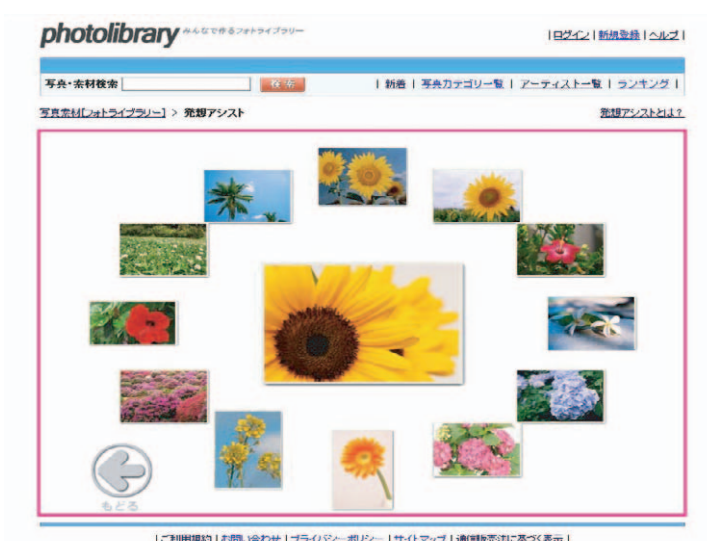 photolibrary みんなで作るフォトライブラリー
| ログイン | 新規登録 | ヘルプ |
写真・素材検索 検索 | 新着 | 写真カテゴリー一覧 | アーティスト一覧 | ランキング |
写真素材[フォトライブラリー] > 発想アシスト 発想アシストとは？
もどる
| ご利用規約 | お問い合わせ | プライバシーポリシー | サイトマップ | 通信販売法に基づく表示 |